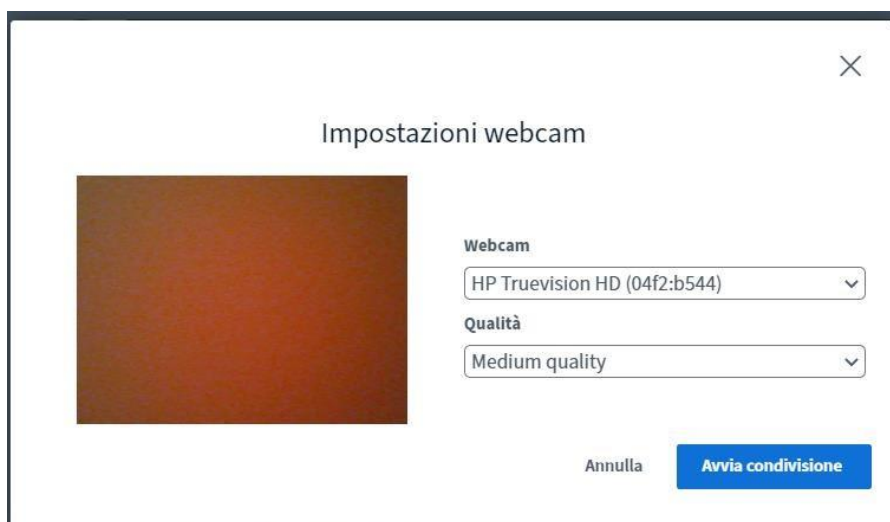 Impostazioni webcam
Webcam
HP Truevision HD (04f2:b544)
Qualità
Medium quality
Annulla
Avvia condivisione